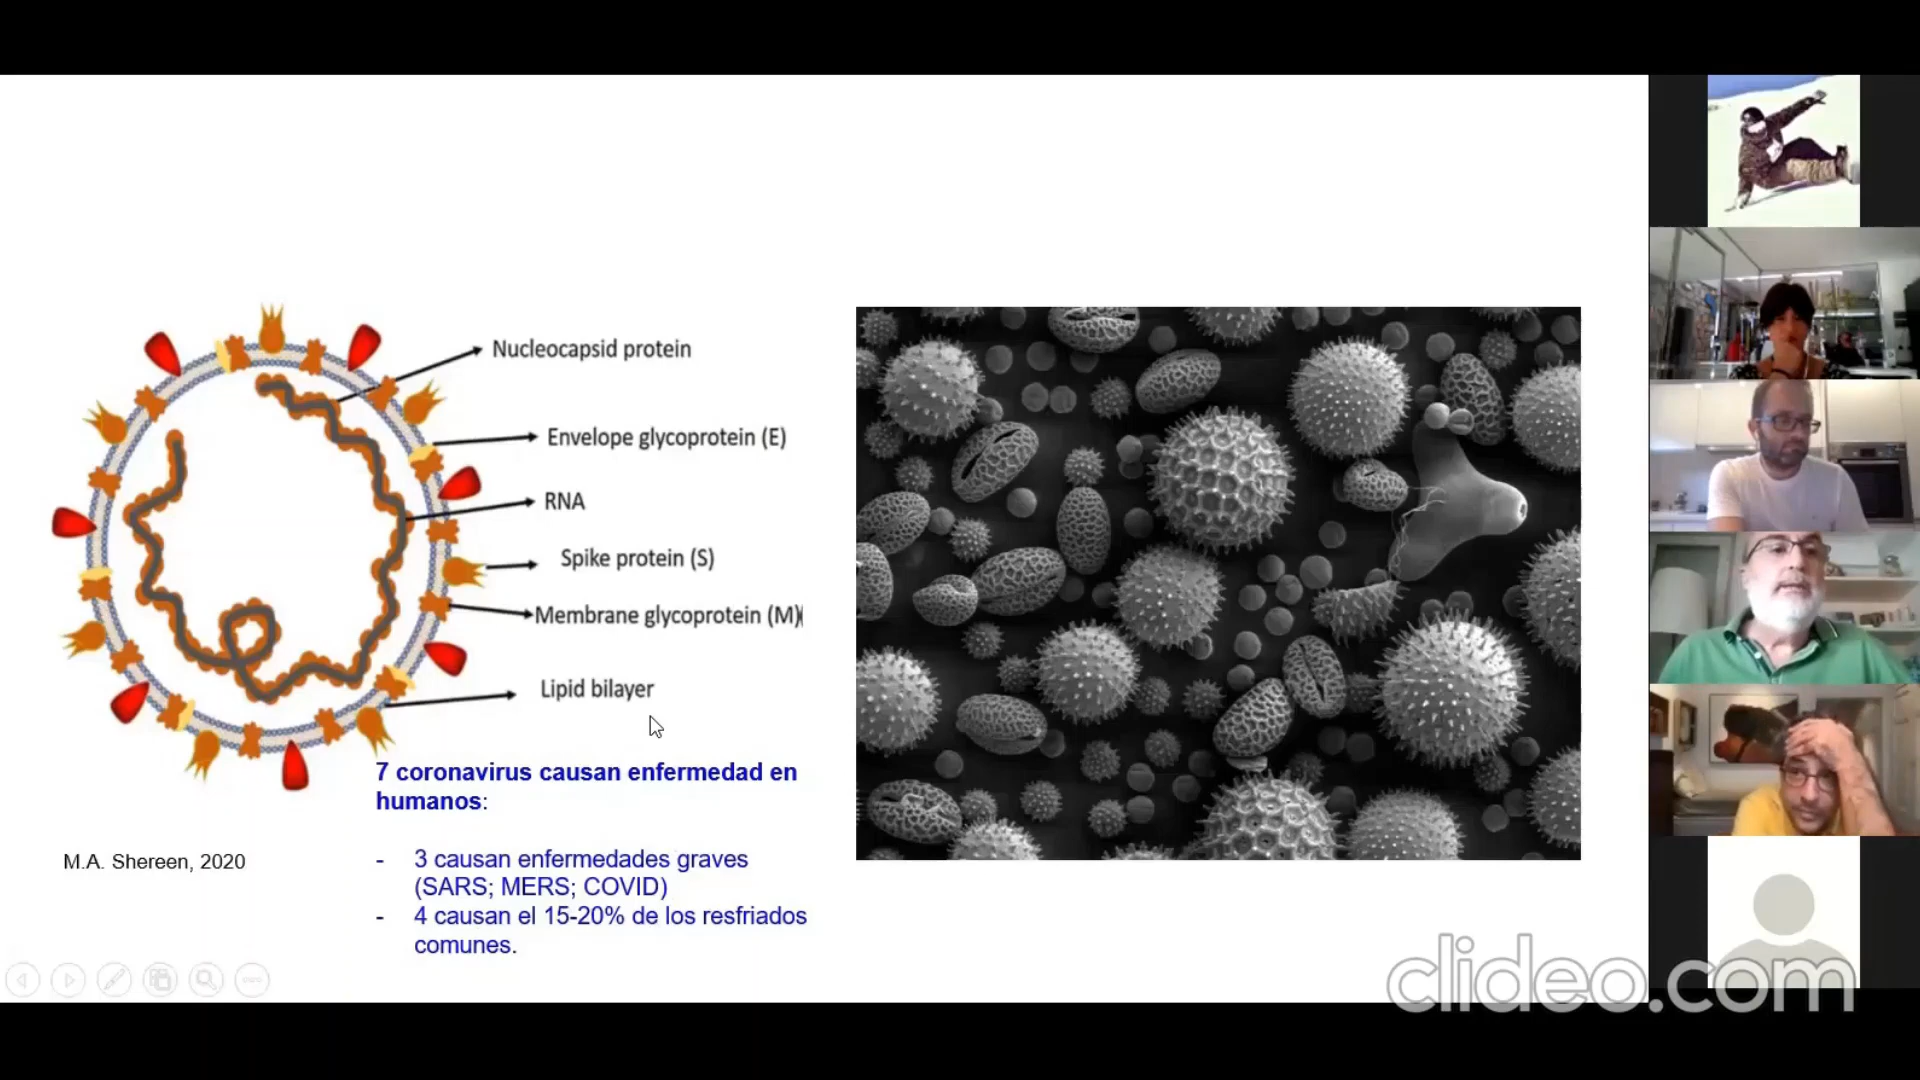 Nucleocapsid protein
Envelope glycoprotein (E)
RNA
Spike protein (S)
Membrane glycoprotein (M)
Lipid bilayer
7 coronavirus causan enfermedad en
humanos:
- 3 causan enfermedades graves
(SARS; MERS; COVID)
- 4 causan el 15-20% de los resfriados
comunes.
M.A. Shereen, 2020
clideo.com